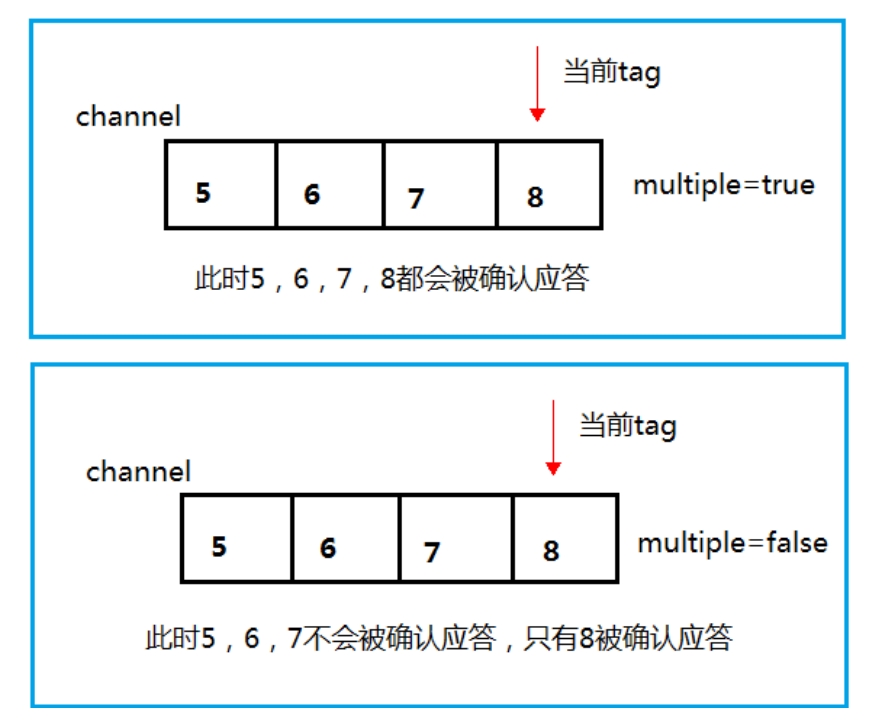 当前tag
channel
5 6 7 8 multiple=true
此时5，6，7，8都会被确认应答
当前tag
channel
5 6 7 8 multiple=false
此时5，6，7不会被确认应答，只有8被确认应答